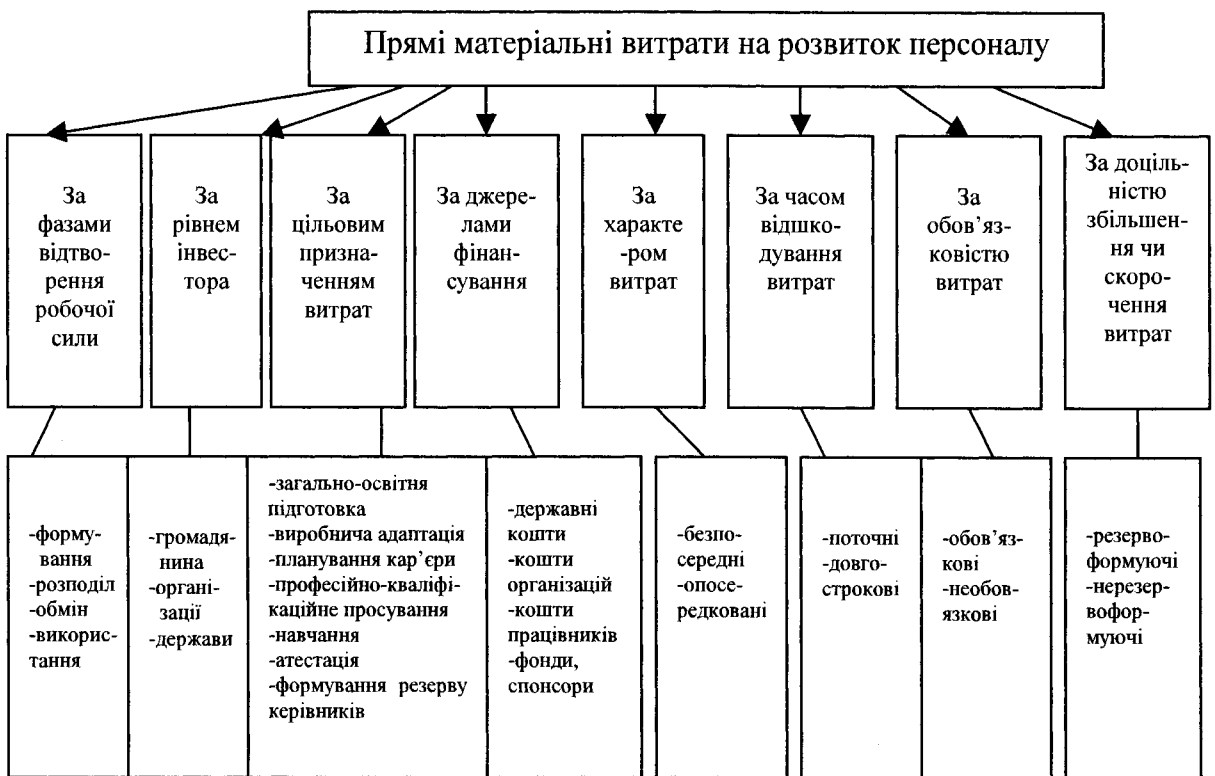 Прямі матеріальні витрати на розвиток персоналу
За
фазами
відтво-
рення
робочої
сили
За
рівнем
інвес-
тора
За
цільовим
призна-
ченням
витрат
За джере-
лами
фінан-
сування
За
характе
-ром
витрат
За часом
відшко-
дування
витрат
За
обов’яз-
ковістю
витрат
За доціль-
ністю
збільшен-
ня чи
скоро-
чення
витрат
-форму-
вання
-розподіл
-обмін
-викорис-
тання
-громадя-
нина
-органі-
зації
-держави
-загально-освітня
підготовка
-виробнича адаптація
-планування кар’єри
-професійно-кваліфі-
каційне просування
-навчання
-атестація
-формування резерву
керівників
-державні
кошти
-кошти
організацій
-кошти
працівників
-фонди,
спонсори
-безпо-
середні
-опосе-
редковані
-поточні
-довго-
строкові
-обов’яз-
кові
-необов-
язкові
-резерво-
формуючі
-нерезер-
вофор-
муючі